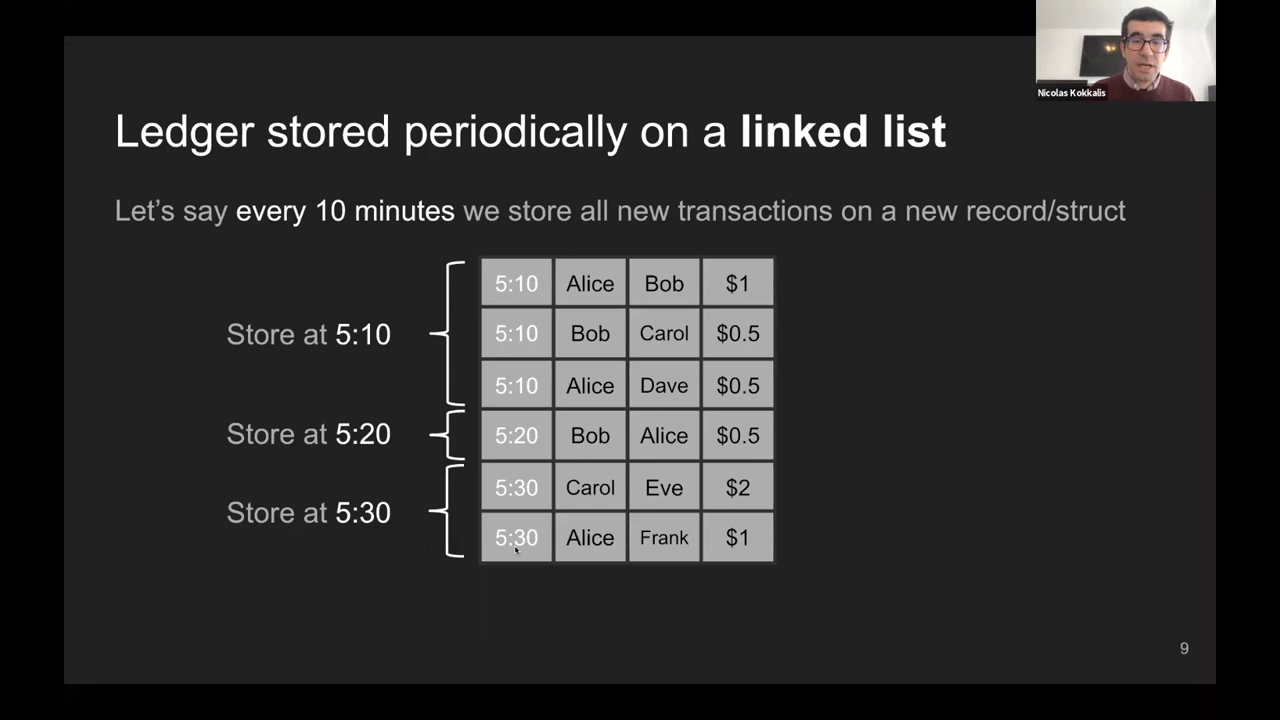 Nicolas Kokkalis
Ledger stored periodically on a linked list
Let's say every 10 minutes we store all new transactions on a new record/struct
Store at 5:10
5:10 Alice Bob $1
5:10 Bob Carol $0.5
5:10 Alice Dave $0.5
Store at 5:20
5:20 Bob Alice $0.5
Store at 5:30
5:30 Carol Eve $2
5:30 Alice Frank $1
9